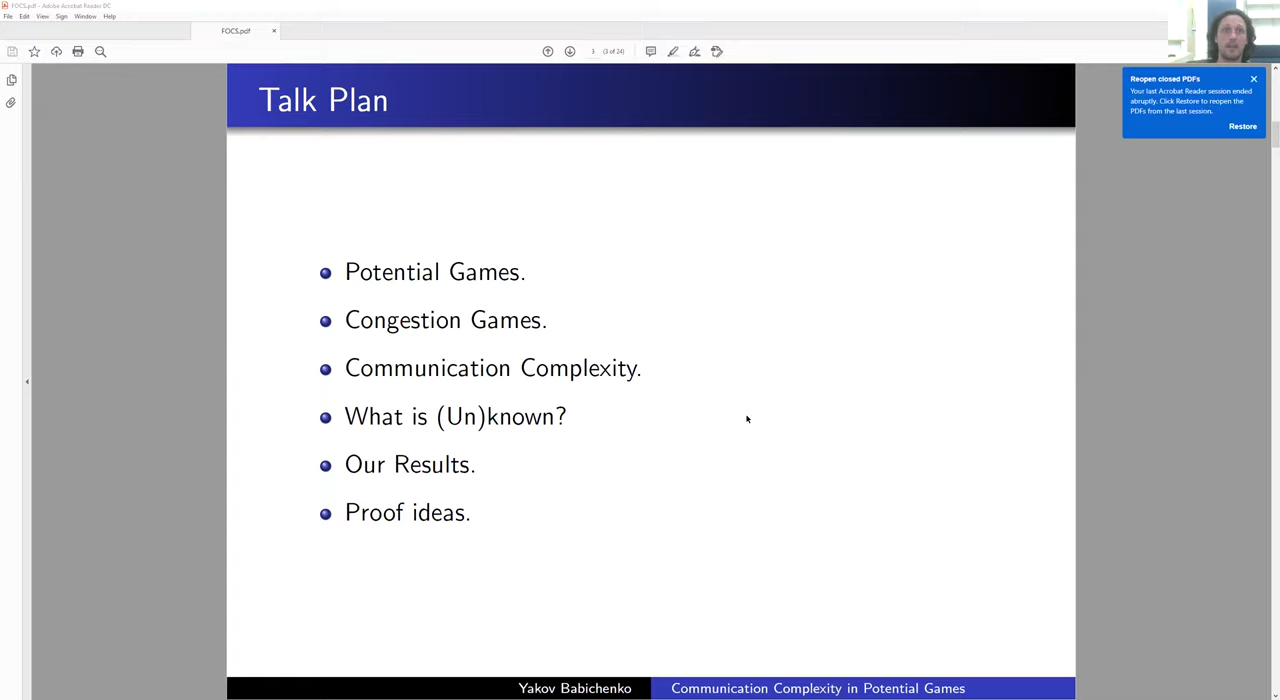 FOCS.pdf - Adobe Acrobat Reader DC
File Edit View Sign Window Help
FOCS.pdf ×
3 (3 of 24)
Reopen closed PDFs
Your last Acrobat Reader session ended
abruptly. Click Restore to reopen the
PDFs from the last session.
Restore
Talk Plan
Potential Games.
Congestion Games.
Communication Complexity.
What is (Un)known?
Our Results.
Proof ideas.
Yakov Babichenko Communication Complexity in Potential Games